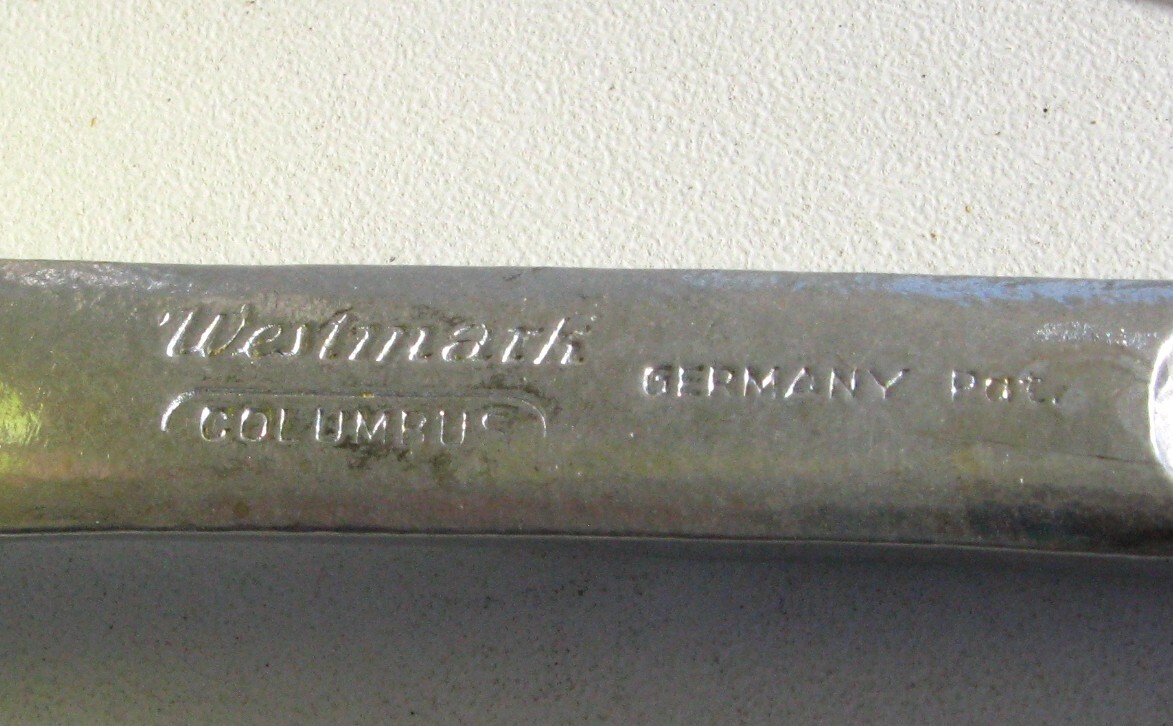 Westmark
GERMANY Pat.
COLUMBUS